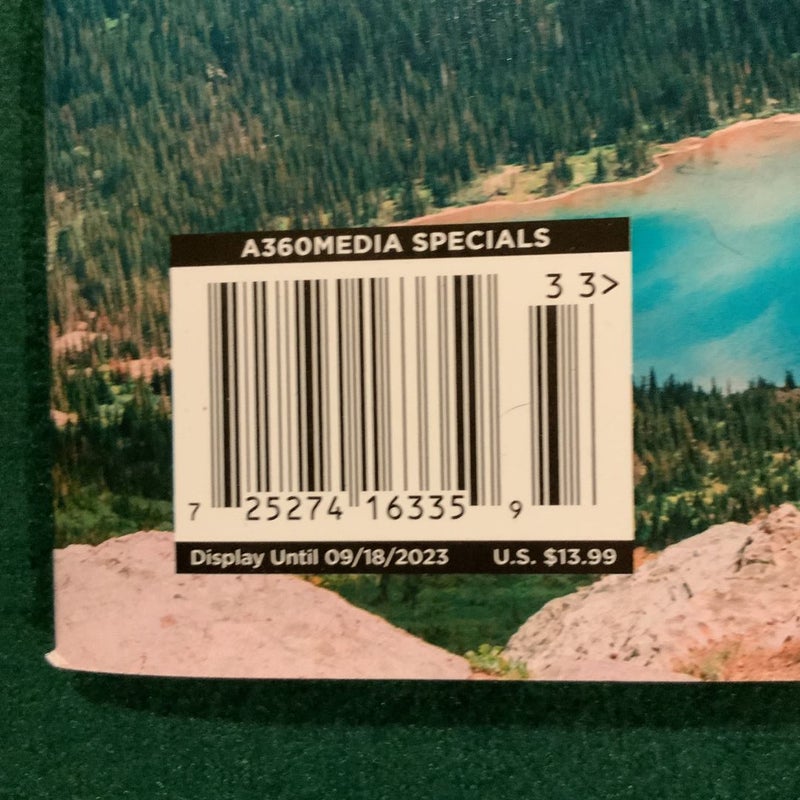 A360MEDIA SPECIALS
3 3>
7 25274 16335 9
Display Until 09/18/2023 U.S. $13.99